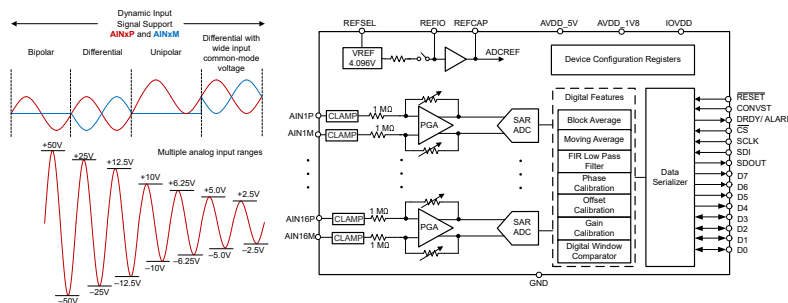 Dynamic Input
Signal Support
AINxP and AINxM
Bipolar
Differential
Unipolar
Differential with
wide input
common-mode
voltage
Multiple analog input ranges
+50V
+25V
+12.5V
+10V
+6.25V
+5.0V
+2.5V
−50V
−25V
−12.5V
−10V
−6.25V
−5.0V
−2.5V
REFSEL
REFIO
REFCAP
AVDD_5V
AVDD_1V8
IOVDD
VREF
4.096V
ADCREF
Device Configuration Registers
AIN1P
CLAMP
1 MΩ
AIN1M
CLAMP
1 MΩ
PGA
SAR
ADC
AIN16P
CLAMP
1 MΩ
AIN16M
CLAMP
1 MΩ
PGA
SAR
ADC
Digital Features
Block Average
Moving Average
FIR Low Pass
Filter
Phase
Calibration
Offset
Calibration
Gain
Calibration
Digital Window
Comparator
Data
Serializer
RESET
CONVST
DRDY/ ALARM
CS
SCLK
SDI
SDOUT
D7
D6
D5
D4
D3
D2
D1
D0
GND